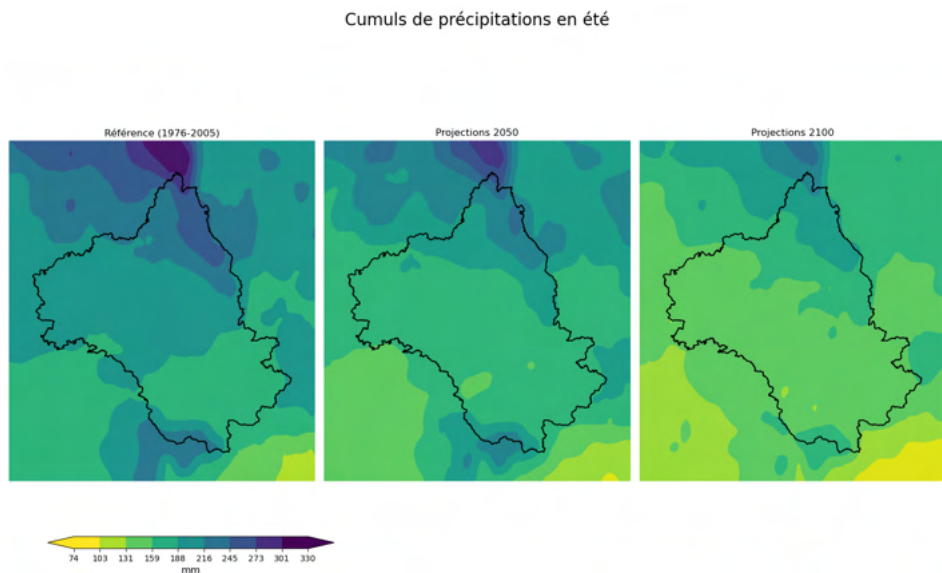 Cumuls de précipitations en été
Référence (1976-2005)
Projections 2050
Projections 2100
74 103 131 159 188 216 245 273 301 330
mm